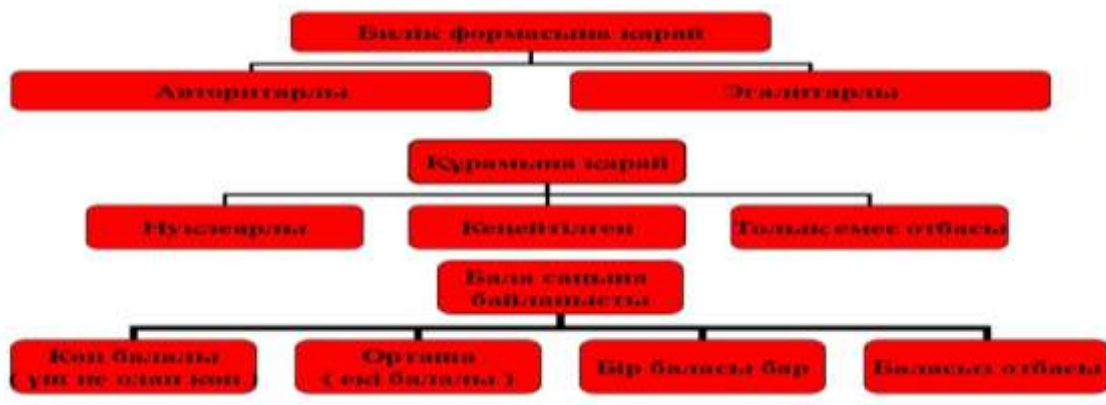 Билік формасына қарай
Авторитарлы
Эгалитарлы
Құрамына қарай
Нуклеарлы
Кеңейтілген
Толық емес отбасы
Бала санына
байланысты
Көп балалы
( үш не одан көп )
Орташа
( екі балалы )
Бір баласы бар
Баласыз отбасы